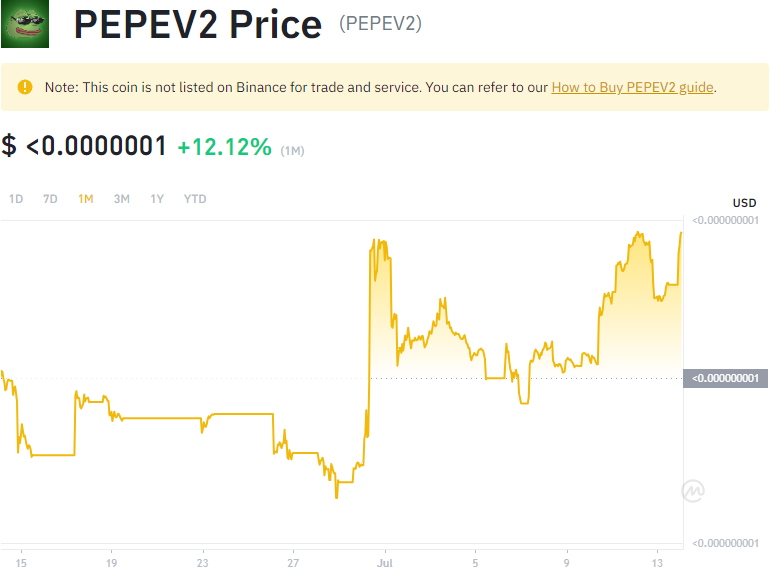 PEPEV2 Price (PEPEV2)
Note: This coin is not listed on Binance for trade and service. You can refer to our How to Buy PEPEV2 guide.
$ <0.0000001 +12.12% (1M)
1D 7D 1M 3M 1Y YTD
USD
<0.000000001
<0.000000001
<0.000000001
15 19 23 27 Jul 5 9 13